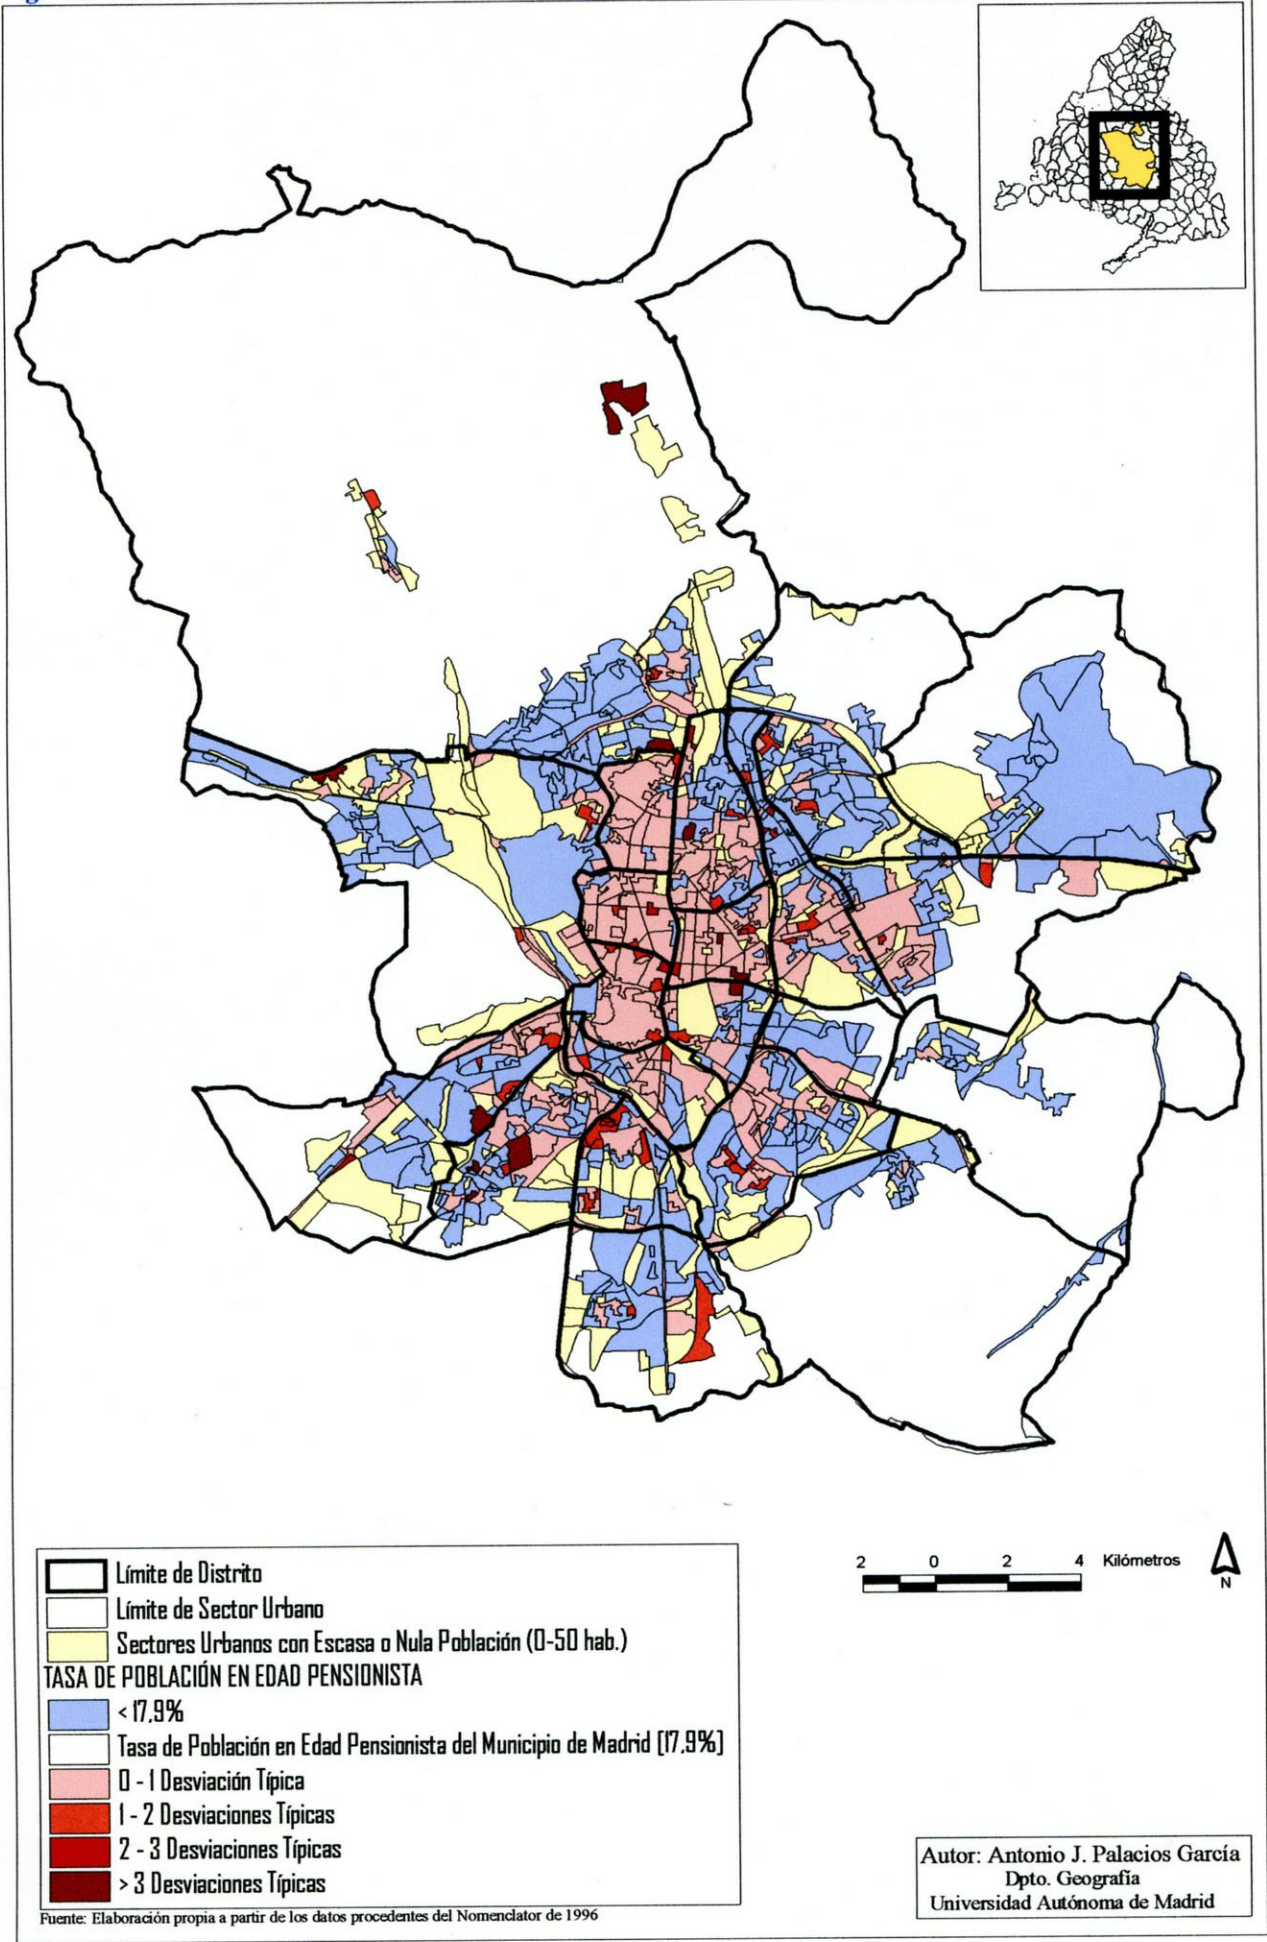 2 0 2 4 Kilómetros
N
Límite de Distrito
Límite de Sector Urbano
Sectores Urbanos con Escasa o Nula Población (0-50 hab.)
TASA DE POBLACIÓN EN EDAD PENSIONISTA
< 17,9%
Tasa de Población en Edad Pensionista del Municipio de Madrid [17,9%]
0 - 1 Desviación Típica
1 - 2 Desviaciones Típicas
2 - 3 Desviaciones Típicas
> 3 Desviaciones Típicas
Fuente: Elaboración propia a partir de los datos procedentes del Nomenclator de 1996
Autor: Antonio J. Palacios García
Dpto. Geografía
Universidad Autónoma de Madrid